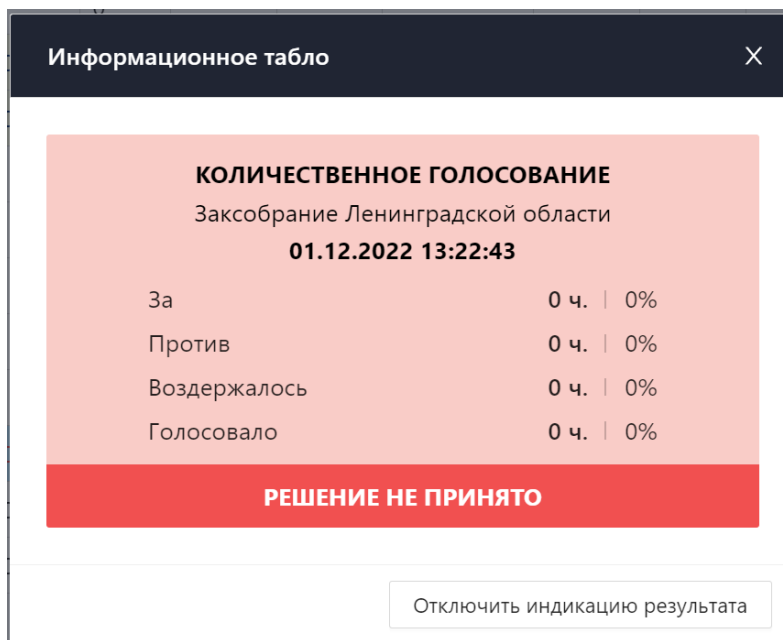 Информационное табло
X
КОЛИЧЕСТВЕННОЕ ГОЛОСОВАНИЕ
Заксобрание Ленинградской области
01.12.2022 13:22:43
За 0 ч. | 0%
Против 0 ч. | 0%
Воздержалось 0 ч. | 0%
Голосовало 0 ч. | 0%
РЕШЕНИЕ НЕ ПРИНЯТО
Отключить индикацию результата